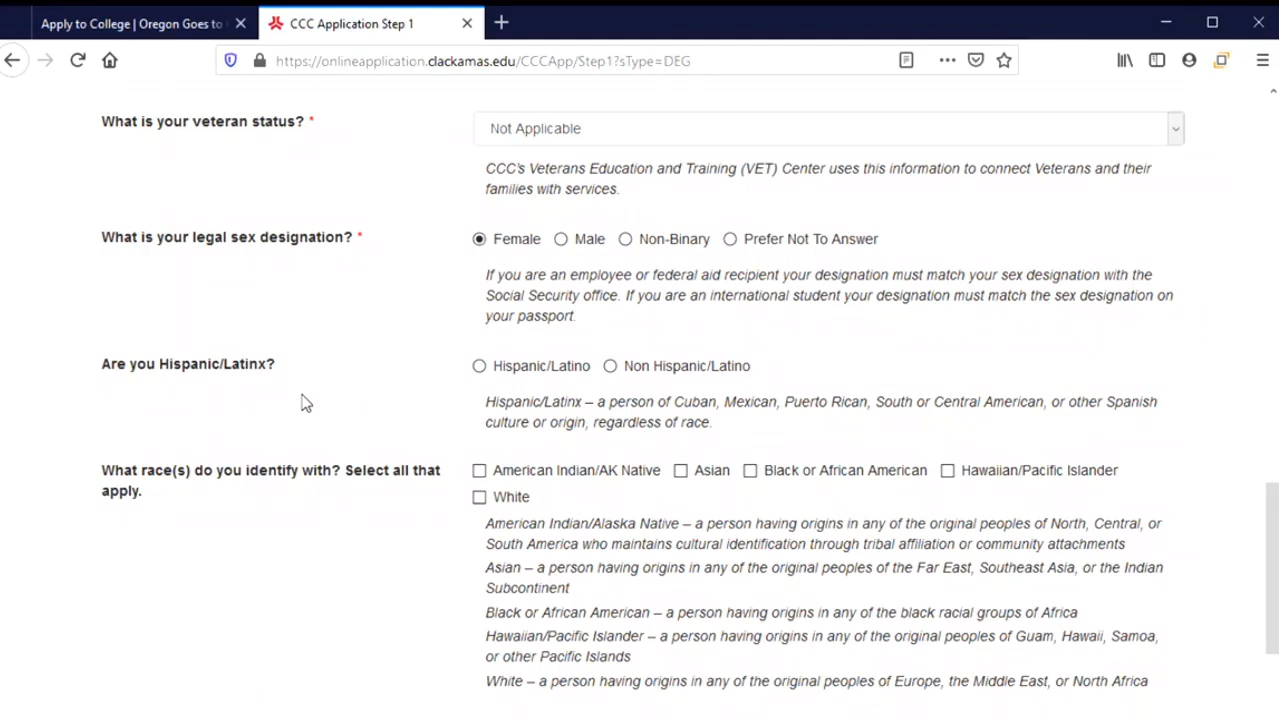 Apply to College | Oregon Goes to
CCC Application Step 1
https://onlineapplication.clackamas.edu/CCCApp/Step1?sType=DEG
What is your veteran status? *
Not Applicable
CCC's Veterans Education and Training (VET) Center uses this information to connect Veterans and their
families with services.
What is your legal sex designation? *
Female Male Non-Binary Prefer Not To Answer
If you are an employee or federal aid recipient your designation must match your sex designation with the
Social Security office. If you are an international student your designation must match the sex designation on
your passport.
Are you Hispanic/Latinx?
Hispanic/Latino Non Hispanic/Latino
Hispanic/Latinx – a person of Cuban, Mexican, Puerto Rican, South or Central American, or other Spanish
culture or origin, regardless of race.
What race(s) do you identify with? Select all that
apply.
American Indian/AK Native Asian Black or African American Hawaiian/Pacific Islander
White
American Indian/Alaska Native – a person having origins in any of the original peoples of North, Central, or
South America who maintains cultural identification through tribal affiliation or community attachments
Asian – a person having origins in any of the original peoples of the Far East, Southeast Asia, or the Indian
Subcontinent
Black or African American – a person having origins in any of the black racial groups of Africa
Hawaiian/Pacific Islander – a person having origins in any of the original peoples of Guam, Hawaii, Samoa,
or other Pacific Islands
White – a person having origins in any of the original peoples of Europe, the Middle East, or North Africa